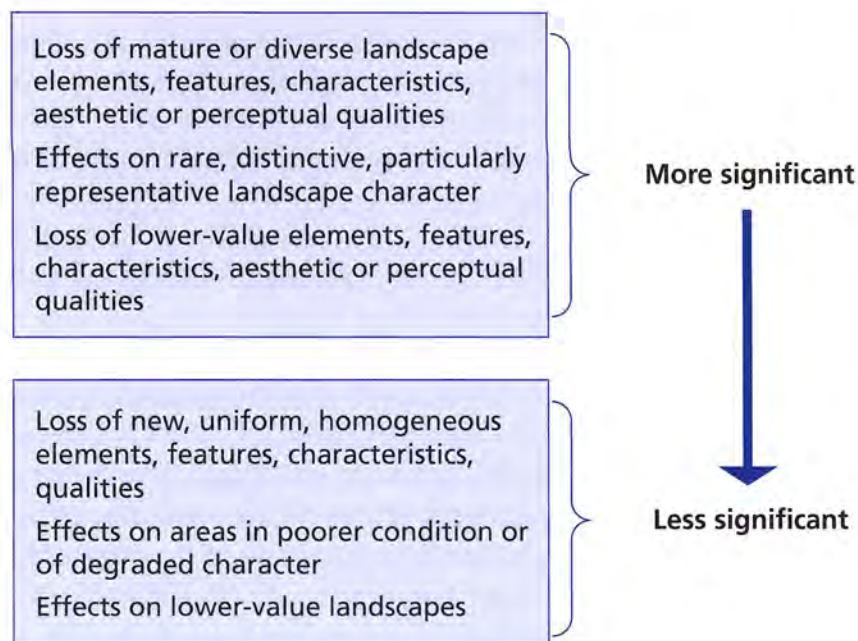 Loss of mature or diverse landscape
elements, features, characteristics,
aesthetic or perceptual qualities
Effects on rare, distinctive, particularly
representative landscape character
Loss of lower-value elements, features,
characteristics, aesthetic or perceptual
qualities
More significant
Loss of new, uniform, homogeneous
elements, features, characteristics,
qualities
Effects on areas in poorer condition or
of degraded character
Effects on lower-value landscapes
Less significant